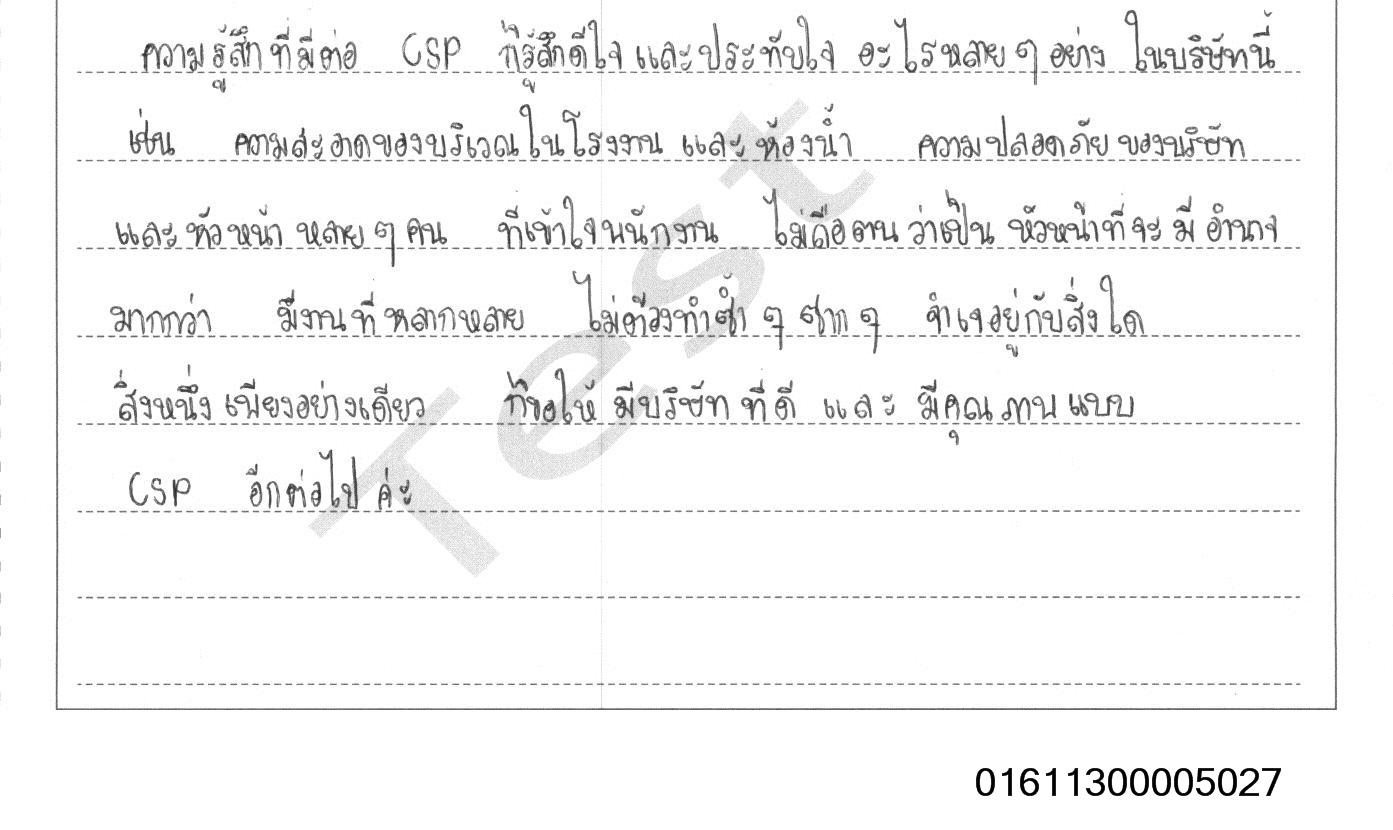 ความรู้สึกที่มีต่อ CSP ก็รู้สึกดีใจ และประทับใจ อะไรหลายๆอย่าง ในบริษัทนี้
เช่น ความสะอาดของบริเวณในโรงงาน และห้องน้ำ ความปลอดภัยของบริษัท
และหัวหน้าหลายๆคน ที่เข้าใจพนักงาน ไม่ถือตนว่าเป็น หัวหน้าที่จะมีอำนาจ
มากกว่า มีงานที่หลากหลาย ไม่ต้องทำซ้ำๆซากๆ จำเจอยู่กับสิ่งใด
สิ่งหนึ่งเพียงอย่างเดียว ก็ขอให้มีบริษัทที่ดี และ มีคุณภาพแบบ
CSP อีกต่อไปค่ะ
Test
01611300005027